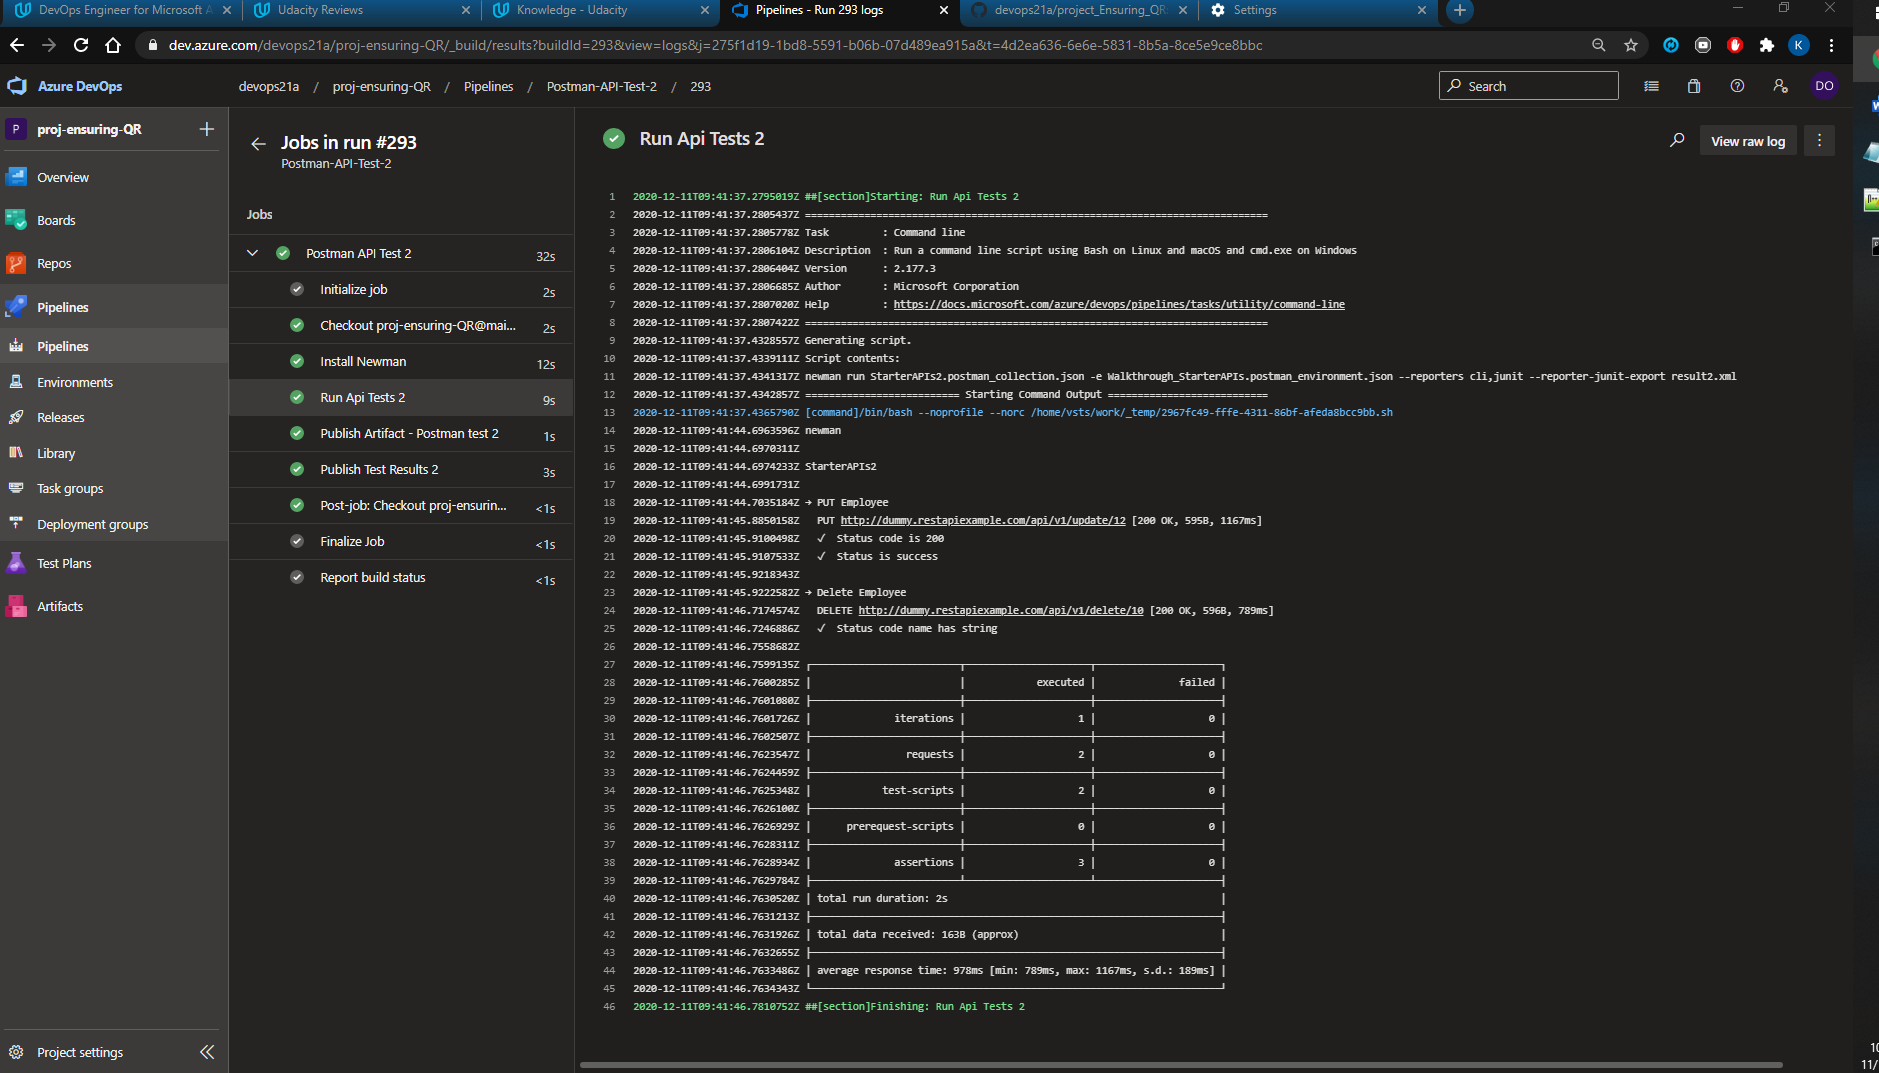 DevOps Engineer for Microsoft A
Udacity Reviews
Knowledge - Udacity
Pipelines - Run 293 logs
devops21a/project_Ensuring_QR
Settings
dev.azure.com/devops21a/proj-ensuring-QR/_build/results?buildId=293&view=logs&j=275f1d19-1bd8-5591-b06b-07d489ea915a&t=4d2ea636-6e6e-5831-8b5a-8ce5e9ce8bbc
K
Azure DevOps
devops21a / proj-ensuring-QR / Pipelines / Postman-API-Test-2 / 293
Search
DO
P proj-ensuring-QR
Overview
Boards
Repos
Pipelines
Pipelines
Environments
Releases
Library
Task groups
Deployment groups
Test Plans
Artifacts
Project settings
Jobs in run #293
Postman-API-Test-2
Jobs
Postman API Test 2 32s
Initialize job 2s
Checkout proj-ensuring-QR@mai... 2s
Install Newman 12s
Run Api Tests 2 9s
Publish Artifact - Postman test 2 1s
Publish Test Results 2 3s
Post-job: Checkout proj-ensurin... <1s
Finalize Job <1s
Report build status <1s
Run Api Tests 2
View raw log
1 2020-12-11T09:41:37.2795019Z ##[section]Starting: Run Api Tests 2
2 2020-12-11T09:41:37.2805437Z ==============================================================================
3 2020-12-11T09:41:37.2805778Z Task : Command line
4 2020-12-11T09:41:37.2806104Z Description : Run a command line script using Bash on Linux and macOS and cmd.exe on Windows
5 2020-12-11T09:41:37.2806404Z Version : 2.177.3
6 2020-12-11T09:41:37.2806685Z Author : Microsoft Corporation
7 2020-12-11T09:41:37.2807020Z Help : https://docs.microsoft.com/azure/devops/pipelines/tasks/utility/command-line
8 2020-12-11T09:41:37.2807422Z ==============================================================================
9 2020-12-11T09:41:37.4328557Z Generating script.
10 2020-12-11T09:41:37.4339111Z Script contents:
11 2020-12-11T09:41:37.4341317Z newman run StarterAPIs2.postman_collection.json -e Walkthrough_StarterAPIs.postman_environment.json --reporters cli,junit --reporter-junit-export result2.xml
12 2020-12-11T09:41:37.4342857Z ========================== Starting Command Output ===========================
13 2020-12-11T09:41:37.4365790Z [command]/bin/bash --noprofile --norc /home/vsts/work/_temp/2967fc49-fffe-4311-86bf-afeda8bcc9bb.sh
14 2020-12-11T09:41:44.6963596Z newman
15 2020-12-11T09:41:44.6970311Z
16 2020-12-11T09:41:44.6974233Z StarterAPIs2
17 2020-12-11T09:41:44.6991731Z
18 2020-12-11T09:41:44.7035184Z → PUT Employee
19 2020-12-11T09:41:45.8850158Z PUT http://dummy.restapiexample.com/api/v1/update/12 [200 OK, 595B, 1167ms]
20 2020-12-11T09:41:45.9100498Z ✓ Status code is 200
21 2020-12-11T09:41:45.9107533Z ✓ Status is success
22 2020-12-11T09:41:45.9218343Z
23 2020-12-11T09:41:45.9222582Z → Delete Employee
24 2020-12-11T09:41:46.7174574Z DELETE http://dummy.restapiexample.com/api/v1/delete/10 [200 OK, 596B, 789ms]
25 2020-12-11T09:41:46.7246886Z ✓ Status code name has string
26 2020-12-11T09:41:46.7558682Z
27 2020-12-11T09:41:46.7599135Z
28 2020-12-11T09:41:46.7600285Z | | executed | failed |
29 2020-12-11T09:41:46.7601080Z
30 2020-12-11T09:41:46.7601726Z | iterations | 1 | 0 |
31 2020-12-11T09:41:46.7602507Z
32 2020-12-11T09:41:46.7623547Z | requests | 2 | 0 |
33 2020-12-11T09:41:46.7624459Z
34 2020-12-11T09:41:46.7625348Z | test-scripts | 2 | 0 |
35 2020-12-11T09:41:46.7626100Z
36 2020-12-11T09:41:46.7626929Z | prerequest-scripts | 0 | 0 |
37 2020-12-11T09:41:46.7628311Z
38 2020-12-11T09:41:46.7628934Z | assertions | 3 | 0 |
39 2020-12-11T09:41:46.7629784Z
40 2020-12-11T09:41:46.7630520Z | total run duration: 2s |
41 2020-12-11T09:41:46.7631213Z
42 2020-12-11T09:41:46.7631926Z | total data received: 163B (approx) |
43 2020-12-11T09:41:46.7632655Z
44 2020-12-11T09:41:46.7633486Z | average response time: 978ms [min: 789ms, max: 1167ms, s.d.: 189ms] |
45 2020-12-11T09:41:46.7634343Z
46 2020-12-11T09:41:46.7810752Z ##[section]Finishing: Run Api Tests 2
10
11/